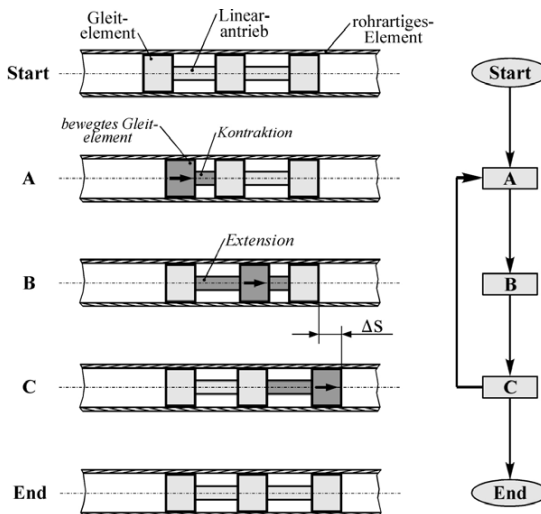 Gleit-
element
Linear-
antrieb
rohrartiges-
Element
Start
Start
bewegtes Gleit-
element
Kontraktion
A
A
Extension
B
B
ΔS
C
C
End
End